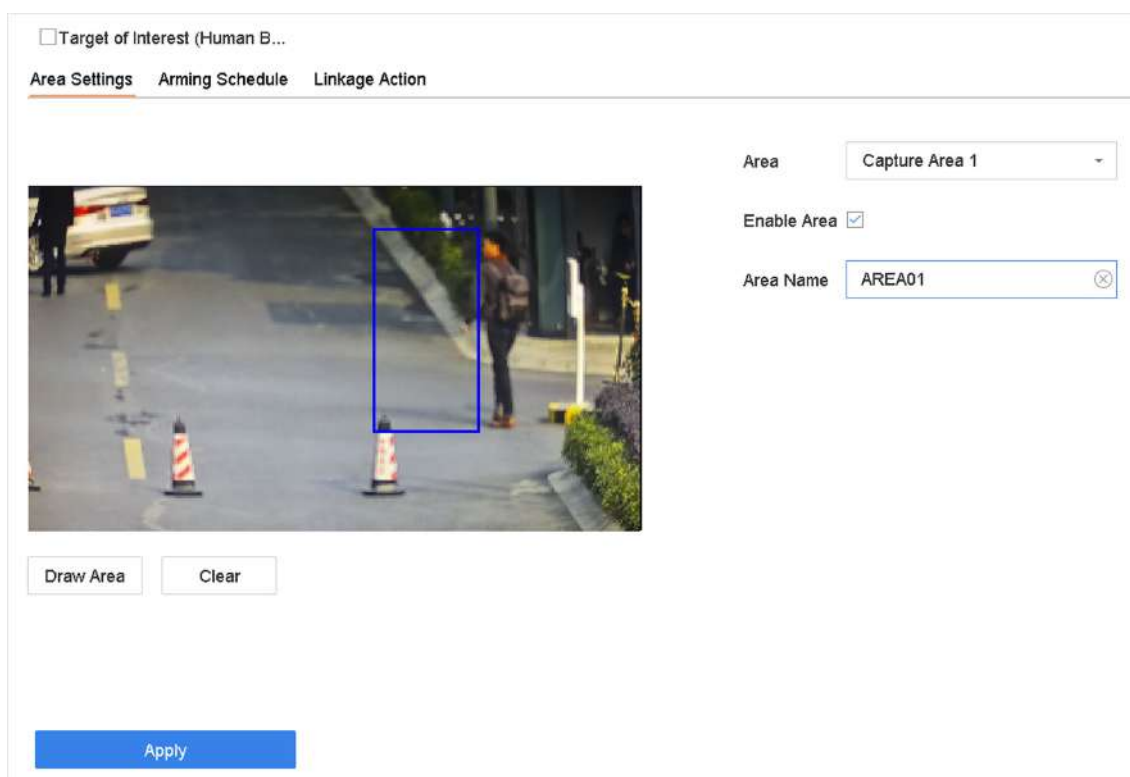 Target of Interest (Human B...
Area Settings Arming Schedule Linkage Action
Area Capture Area 1
Enable Area
Area Name AREA01
Draw Area Clear
Apply